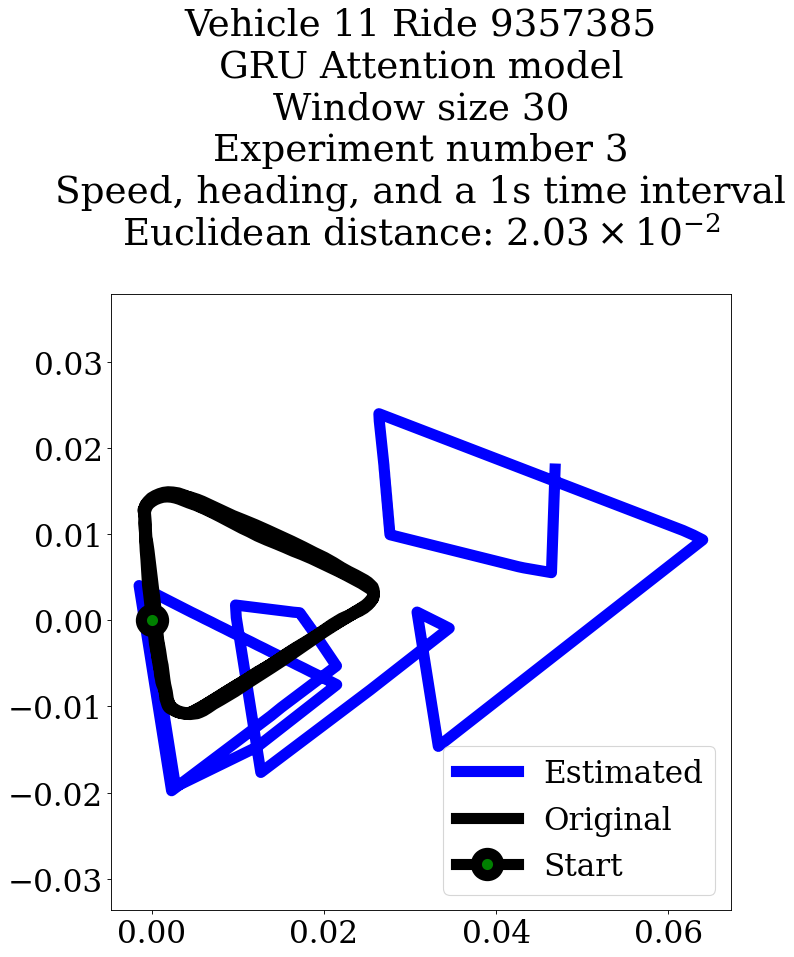 Vehicle 11 Ride 9357385
GRU Attention model
Window size 30
Experiment number 3
Speed, heading, and a 1s time interval
Euclidean distance: 2.03 × 10⁻²
0.03
0.02
0.01
0.00
−0.01
−0.02
−0.03
Estimated
Original
Start
0.00 0.02 0.04 0.06